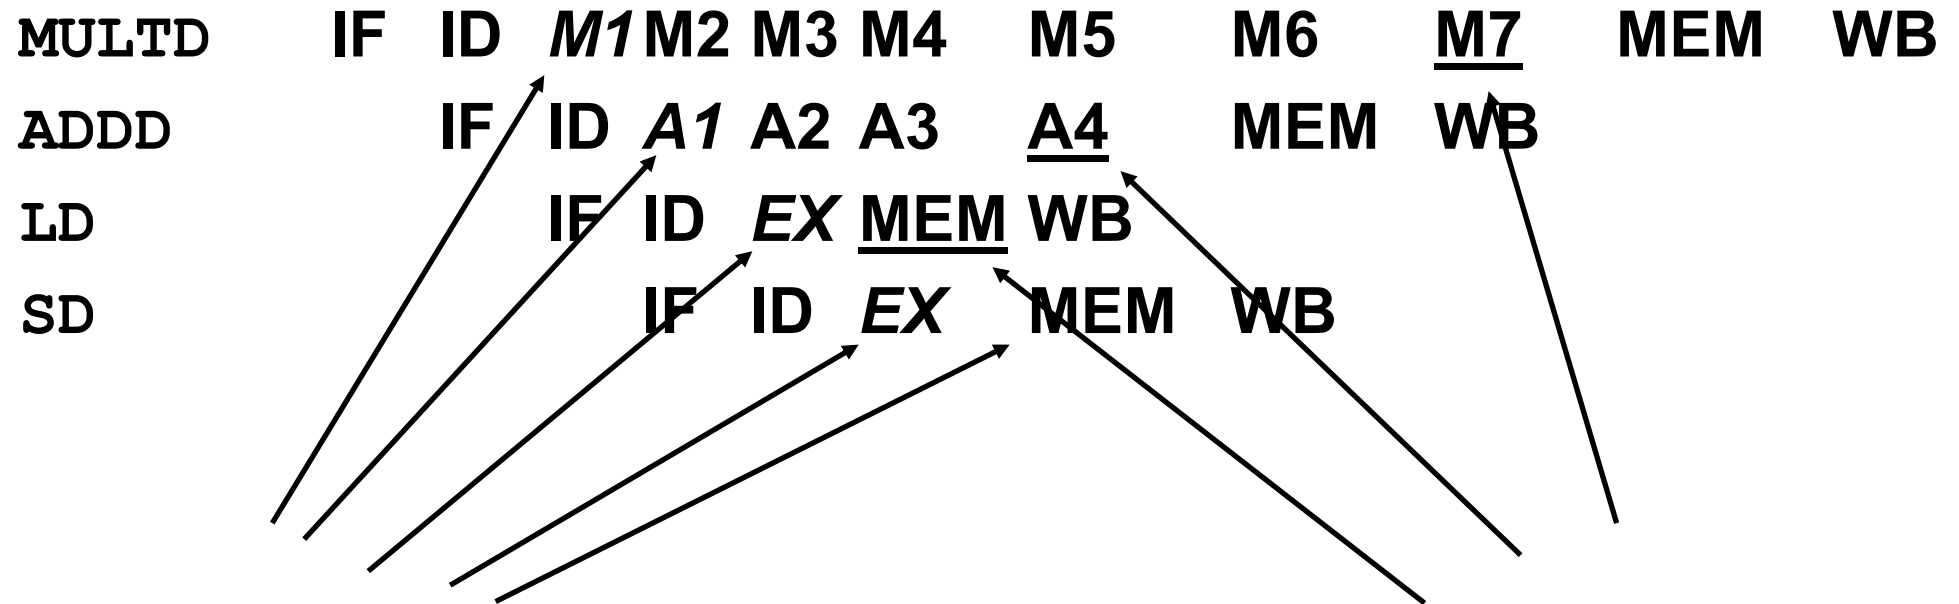 MULTD IF ID M1 M2 M3 M4 M5 M6 M7 MEM WB
ADDD IF ID A1 A2 A3 A4 MEM WB
LD IF ID EX MEM WB
SD IF ID EX MEM WB